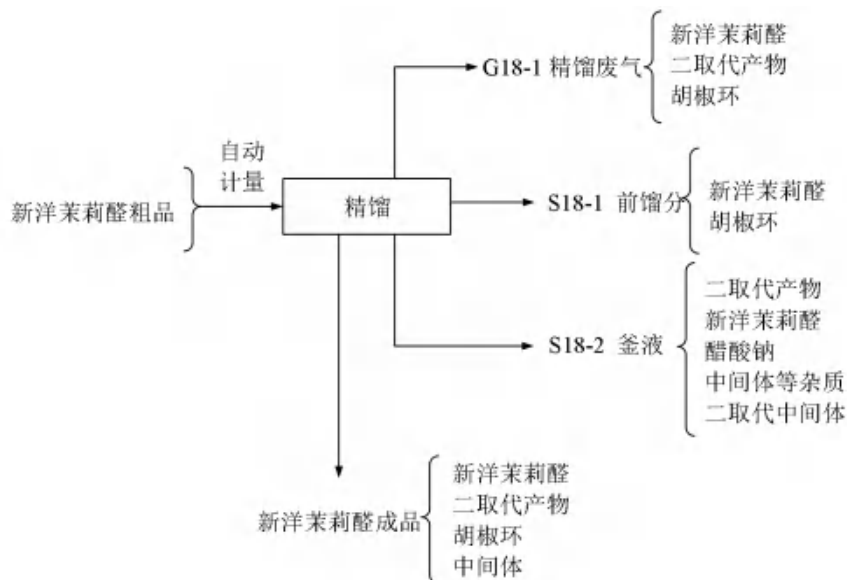 新洋茉莉醛
G18-1 精馏废气
二取代产物
胡椒环
自动
计量
新洋茉莉醛粗品
精馏
S18-1 前馏分
新洋茉莉醛
胡椒环
二取代产物
新洋茉莉醛
S18-2 釜液
醋酸钠
中间体等杂质
二取代中间体
新洋茉莉醛成品
新洋茉莉醛
二取代产物
胡椒环
中间体